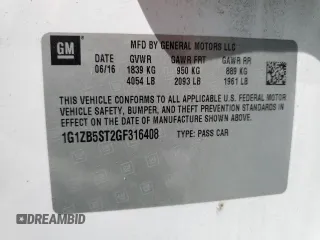 GM
MFD BY GENERAL MOTORS LLC
DATE GVWR GAWR FRT GAWR RR
06/16 1839 KG 950 KG 889 KG
4054 LB 2093 LB 1961 LB
THIS VEHICLE CONFORMS TO ALL APPLICABLE U.S. FEDERAL MOTOR
VEHICLE SAFETY, BUMPER, AND THEFT PREVENTION STANDARDS
IN EFFECT ON THE DATE OF MANUFACTURE SHOWN ABOVE.
1G1ZB5ST2GF316408 TYPE: PASS CAR
DREAMBID